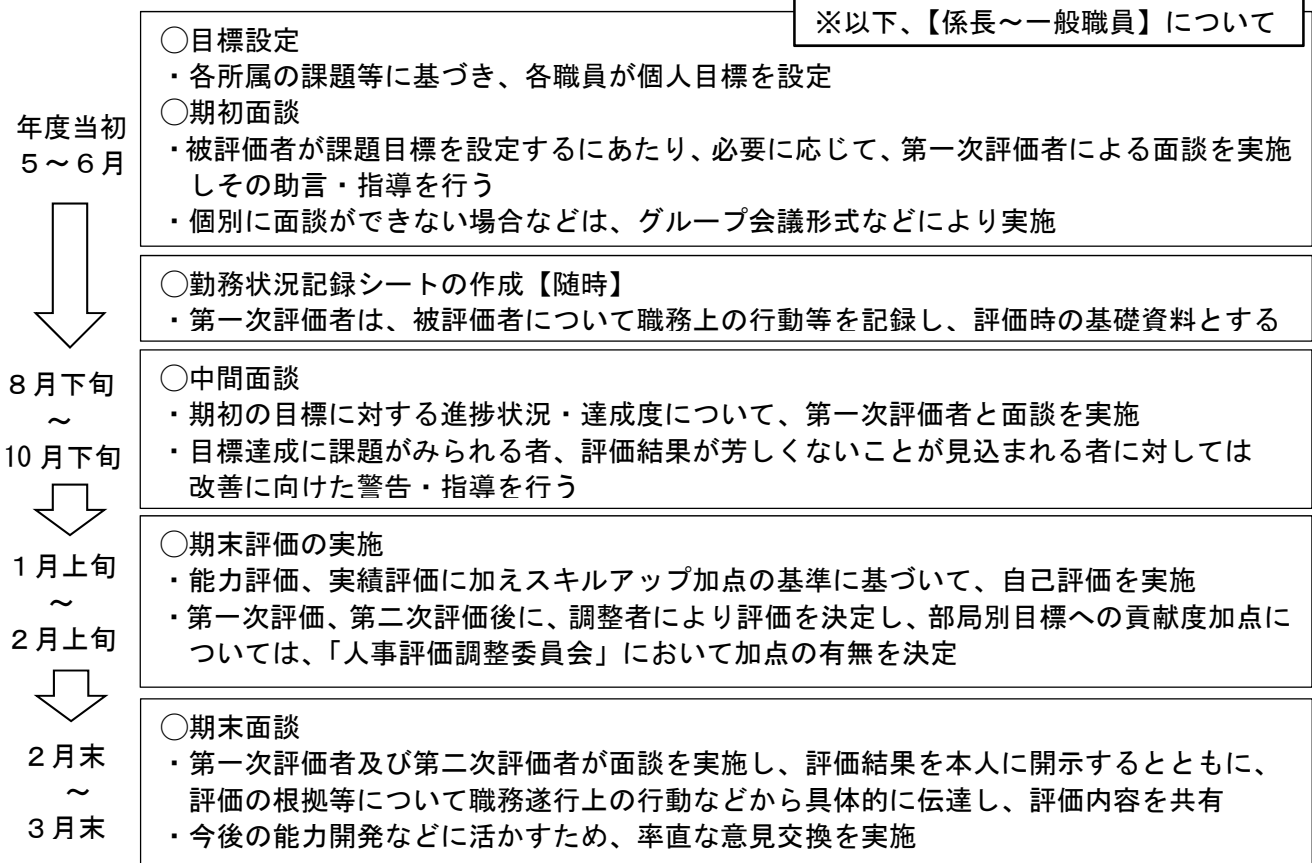 ※以下、【係長～一般職員】について
年度当初
５～６月
○目標設定
・各所属の課題等に基づき、各職員が個人目標を設定
○期初面談
・被評価者が課題目標を設定するにあたり、必要に応じて、第一次評価者による面談を実施
しその助言・指導を行う
・個別に面談ができない場合などは、グループ会議形式などにより実施
○勤務状況記録シートの作成【随時】
・第一次評価者は、被評価者について職務上の行動等を記録し、評価時の基礎資料とする
８月下旬
～
10月下旬
○中間面談
・期初の目標に対する進捗状況・達成度について、第一次評価者と面談を実施
・目標達成に課題がみられる者、評価結果が芳しくないことが見込まれる者に対しては
改善に向けた警告・指導を行う
１月上旬
～
２月上旬
○期末評価の実施
・能力評価、実績評価に加えスキルアップ加点の基準に基づいて、自己評価を実施
・第一次評価、第二次評価後に、調整者により評価を決定し、部局別目標への貢献度加点に
ついては、「人事評価調整委員会」において加点の有無を決定
２月末
～
３月末
○期末面談
・第一次評価者及び第二次評価者が面談を実施し、評価結果を本人に開示するとともに、
評価の根拠等について職務遂行上の行動などから具体的に伝達し、評価内容を共有
・今後の能力開発などに活かすため、率直な意見交換を実施